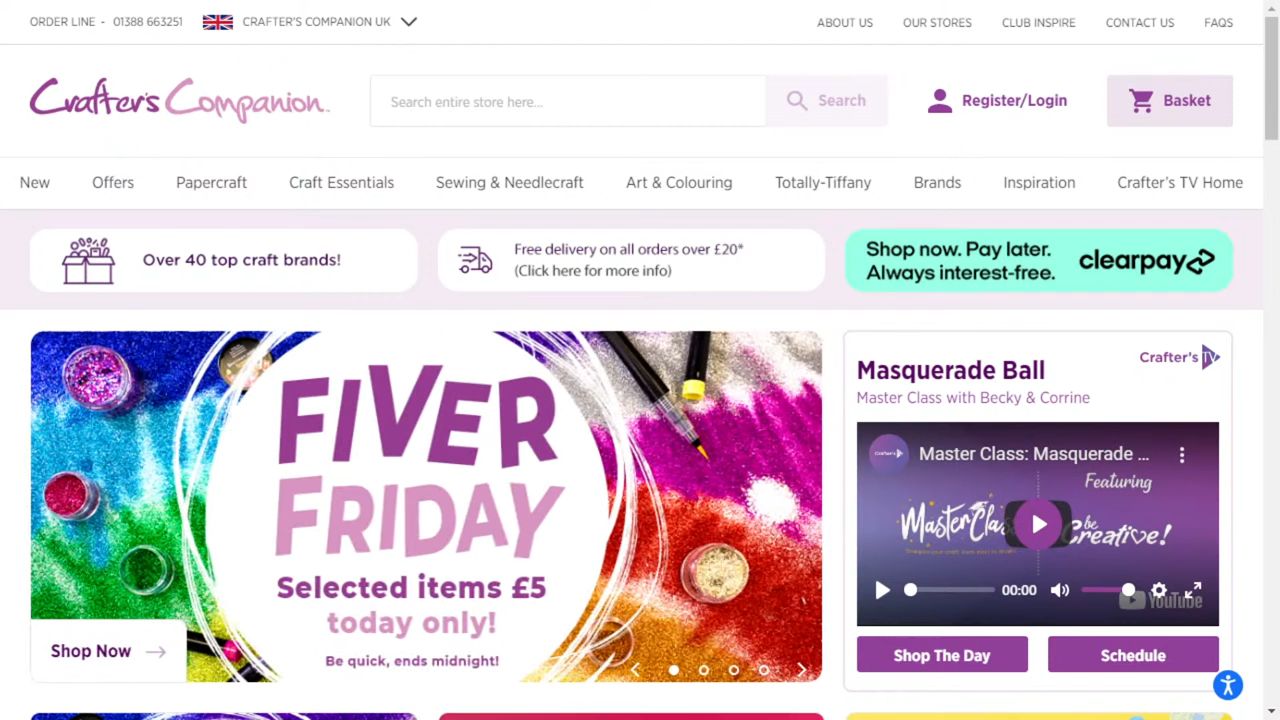 ORDER LINE - 01388 663251
CRAFTER'S COMPANION UK
ABOUT US
OUR STORES
CLUB INSPIRE
CONTACT US
FAQS
Crafter's Companion™
Search entire store here...
Search
Register/Login
Basket
New
Offers
Papercraft
Craft Essentials
Sewing & Needlecraft
Art & Colouring
Totally-Tiffany
Brands
Inspiration
Crafter's TV Home
Over 40 top craft brands!
Free delivery on all orders over £20*
(Click here for more info)
Shop now. Pay later.
Always interest-free.
clearpay
FIVER
FRIDAY
Selected items £5
today only!
Be quick, ends midnight!
Shop Now
Crafter's TV
Masquerade Ball
Master Class with Becky & Corrine
Master Class: Masquerade ...
Featuring
MasterClass
be
Creative!
00:00
YouTube
Shop The Day
Schedule